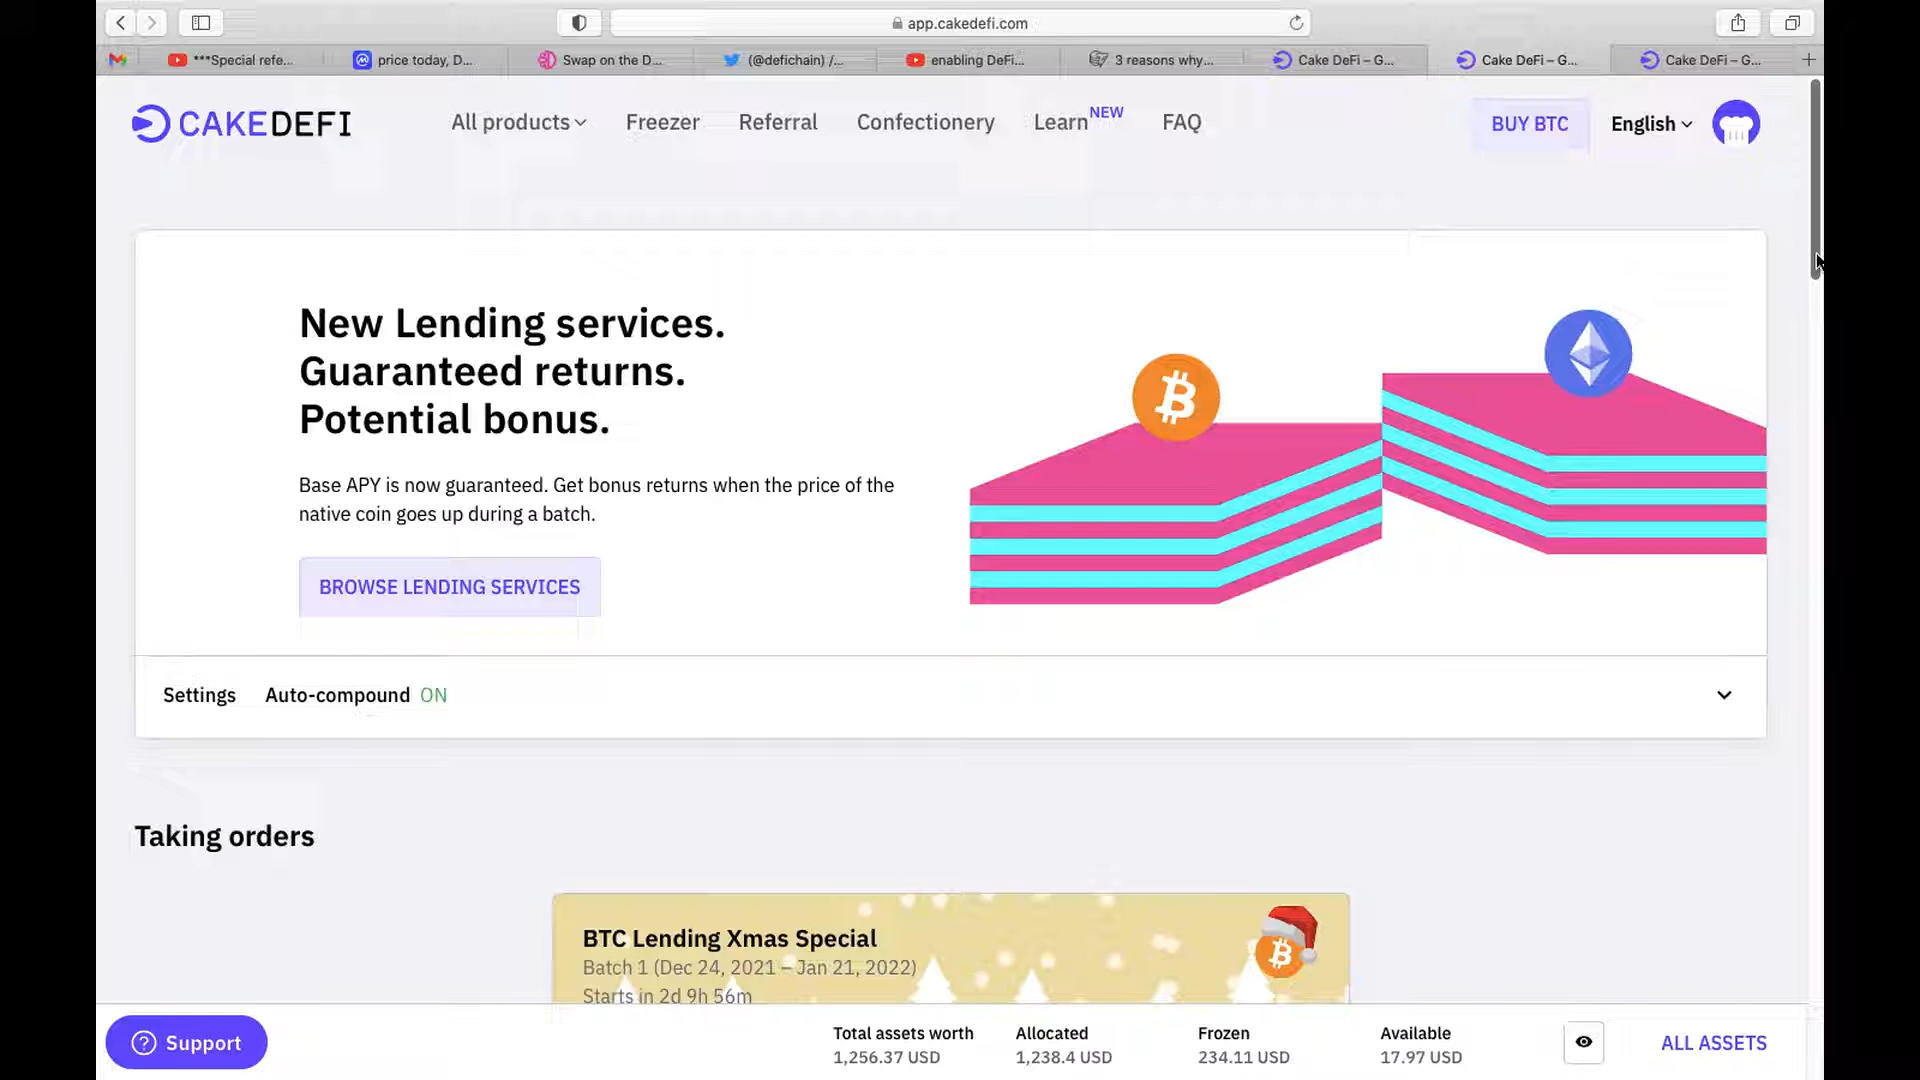 app.cakedefi.com
***Special refe...
price today, D...
Swap on the D...
(@defichain) /...
enabling DeFi...
3 reasons why...
Cake DeFi – G...
Cake DeFi – G...
Cake DeFi – G...
CAKEDEFI
All products
Freezer
Referral
Confectionery
Learn NEW
FAQ
BUY BTC
English
New Lending services.
Guaranteed returns.
Potential bonus.
Base APY is now guaranteed. Get bonus returns when the price of the
native coin goes up during a batch.
BROWSE LENDING SERVICES
Settings Auto-compound ON
Taking orders
BTC Lending Xmas Special
Batch 1 (Dec 24, 2021 – Jan 21, 2022)
Starts in 2d 9h 56m
Support
Total assets worth
1,256.37 USD
Allocated
1,238.4 USD
Frozen
234.11 USD
Available
17.97 USD
ALL ASSETS